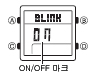 Ⓐ Ⓑ
BLINK
ON
Ⓒ Ⓓ
ON/OFF 마크